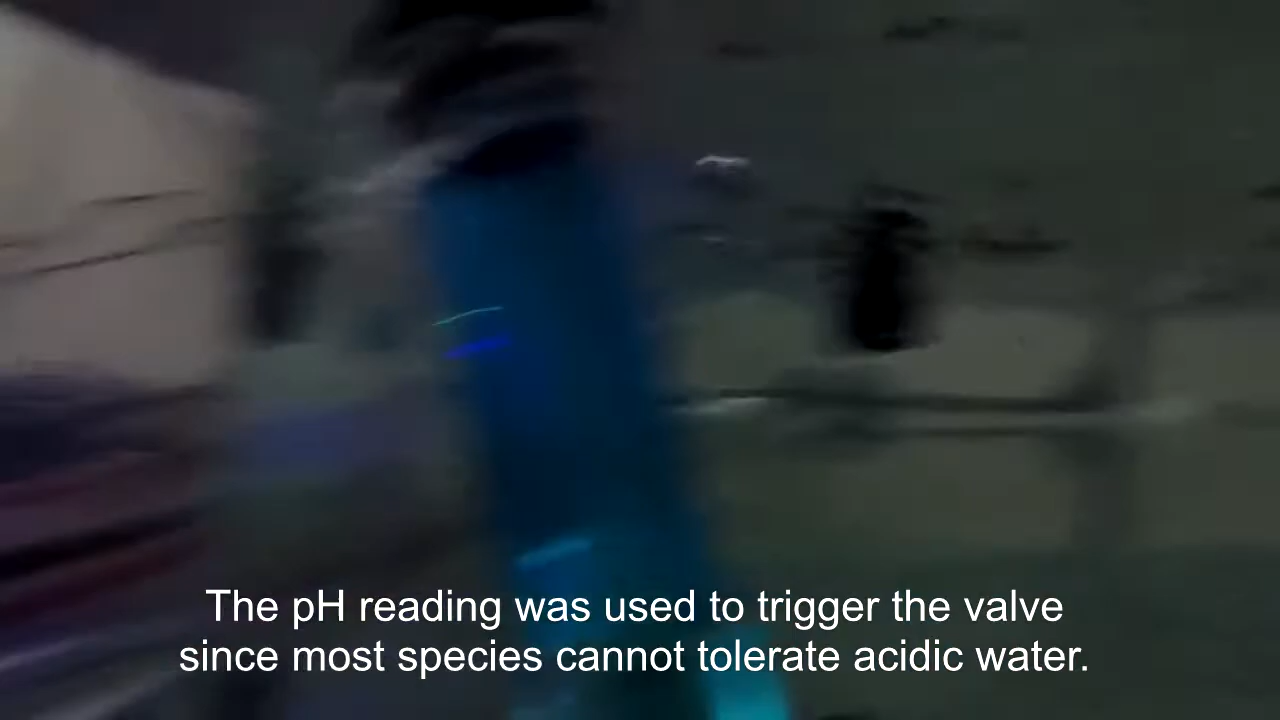 The pH reading was used to trigger the valve
since most species cannot tolerate acidic water.